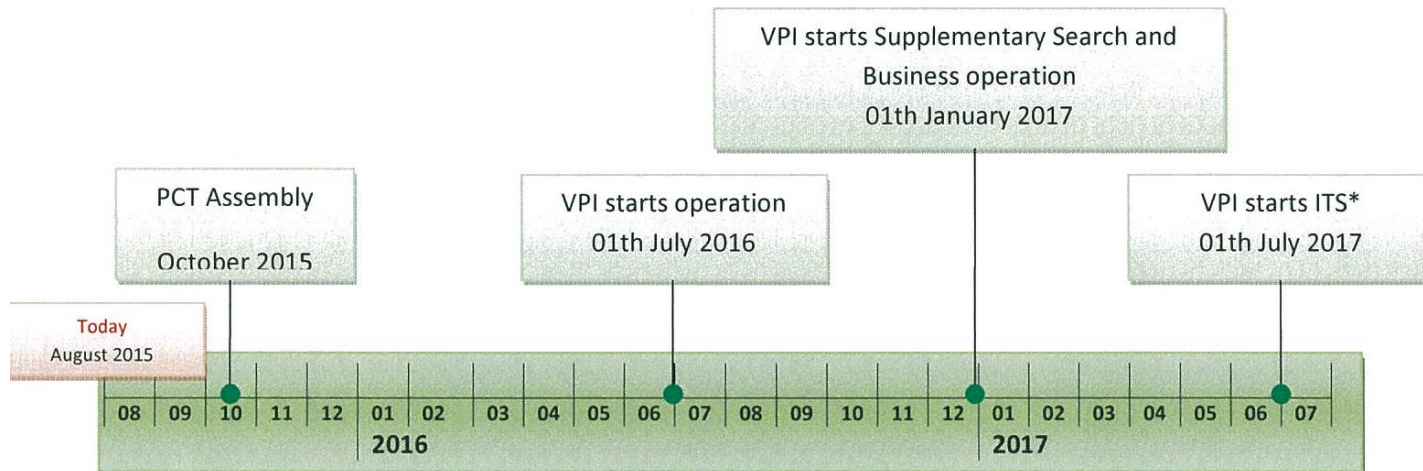 VPI starts Supplementary Search and
Business operation
01th January 2017
PCT Assembly
October 2015
VPI starts operation
01th July 2016
VPI starts ITS*
01th July 2017
Today
August 2015
08 09 10 11 12 01 02 03 04 05 06 07 08 09 10 11 12 01 02 03 04 05 06 07
2016 2017